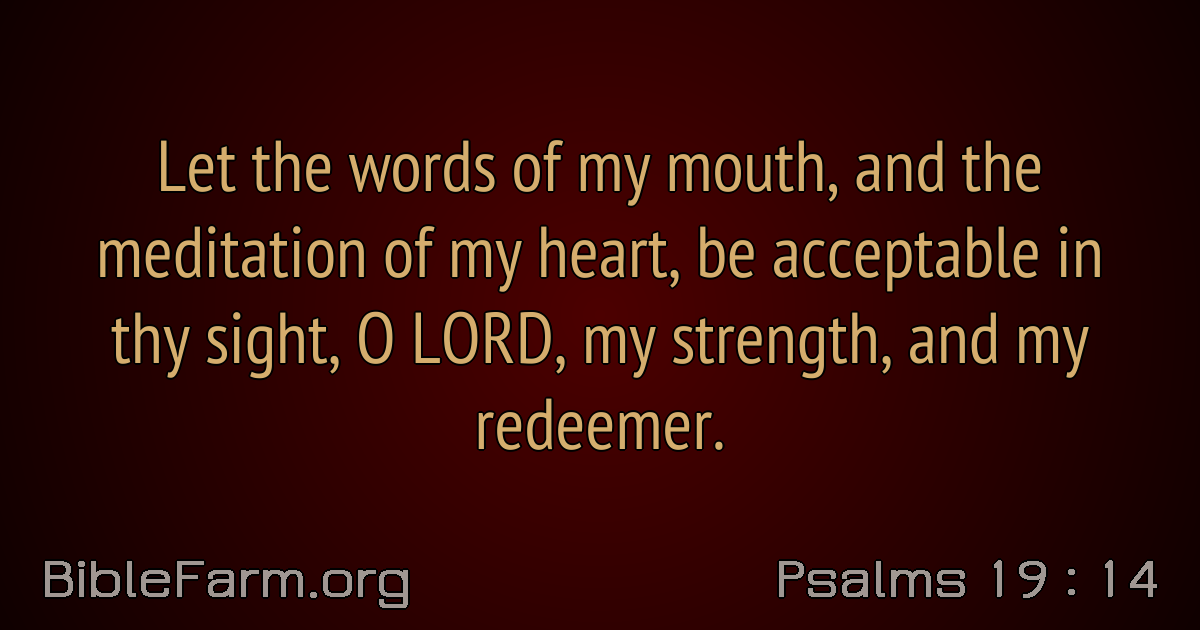 Let the words of my mouth, and the
meditation of my heart, be acceptable in
thy sight, O LORD, my strength, and my
redeemer.
BibleFarm.org
Psalms 19 : 14